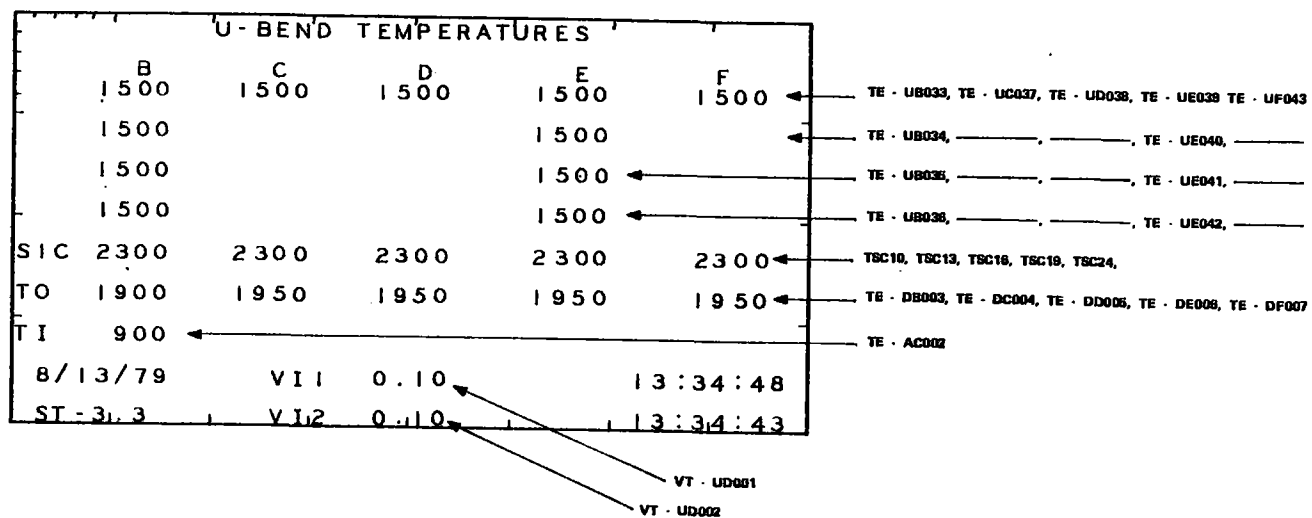 U-BEND TEMPERATURES
B C D E F
1500 1500 1500 1500 1500 TE - UB033, TE - UC037, TE - UD038, TE - UE039 TE - UF043
1500 1500 TE - UB034, ———, ———, TE - UE040, ———
1500 1500 TE - UB035, ———, ———, TE - UE041, ———
1500 1500 TE - UB036, ———, ———, TE - UE042, ———
SIC 2300 2300 2300 2300 2300 TSC10, TSC13, TSC16, TSC19, TSC24,
TO 1900 1950 1950 1950 1950 TE - DB003, TE - DC004, TE - DD005, TE - DE006, TE - DF007
TI 900 TE - AC002
8/13/79 VI1 0.10 13:34:48
ST-3.3 VI2 0.10 13:34:43
VT - UD001
VT - UD002